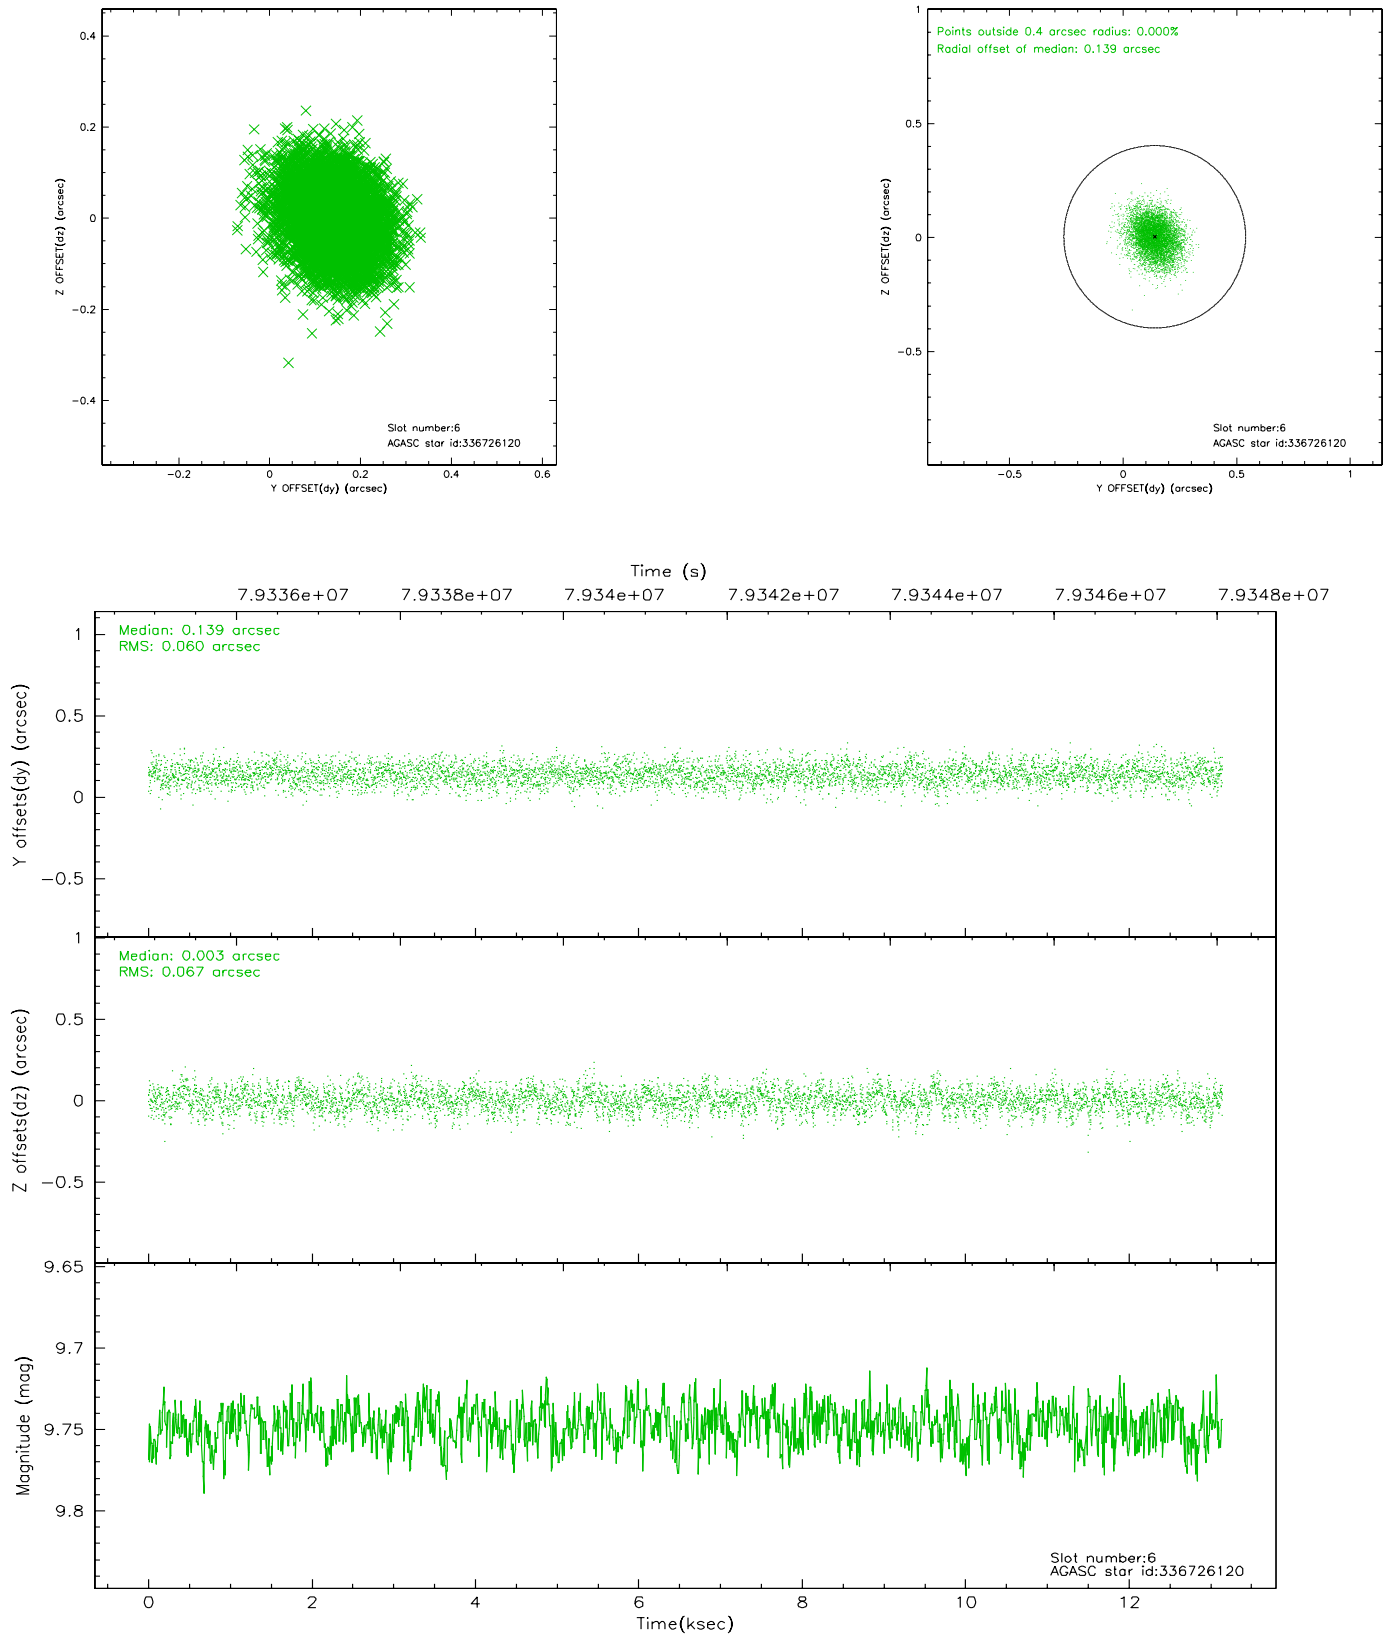 0.4
0.2
0
−0.2
−0.4
Z OFFSET(dz) (arcsec)
Slot number:6
AGASC star id:336726120
−0.2 0 0.2 0.4 0.6
Y OFFSET(dy) (arcsec)
1
0.5
0
−0.5
Z OFFSET(dz) (arcsec)
Points outside 0.4 arcsec radius: 0.000%
Radial offset of median: 0.139 arcsec
Slot number:6
AGASC star id:336726120
−0.5 0 0.5 1
Y OFFSET(dy) (arcsec)
Time (s)
7.9336e+07 7.9338e+07 7.934e+07 7.9342e+07 7.9344e+07 7.9346e+07 7.9348e+07
Median: 0.139 arcsec
RMS: 0.060 arcsec
1
0.5
0
−0.5
Y offsets(dy) (arcsec)
Median: 0.003 arcsec
RMS: 0.067 arcsec
1
0.5
0
−0.5
Z offsets(dz) (arcsec)
9.65
9.7
9.75
9.8
Magnitude (mag)
Slot number:6
AGASC star id:336726120
0 2 4 6 8 10 12
Time(ksec)